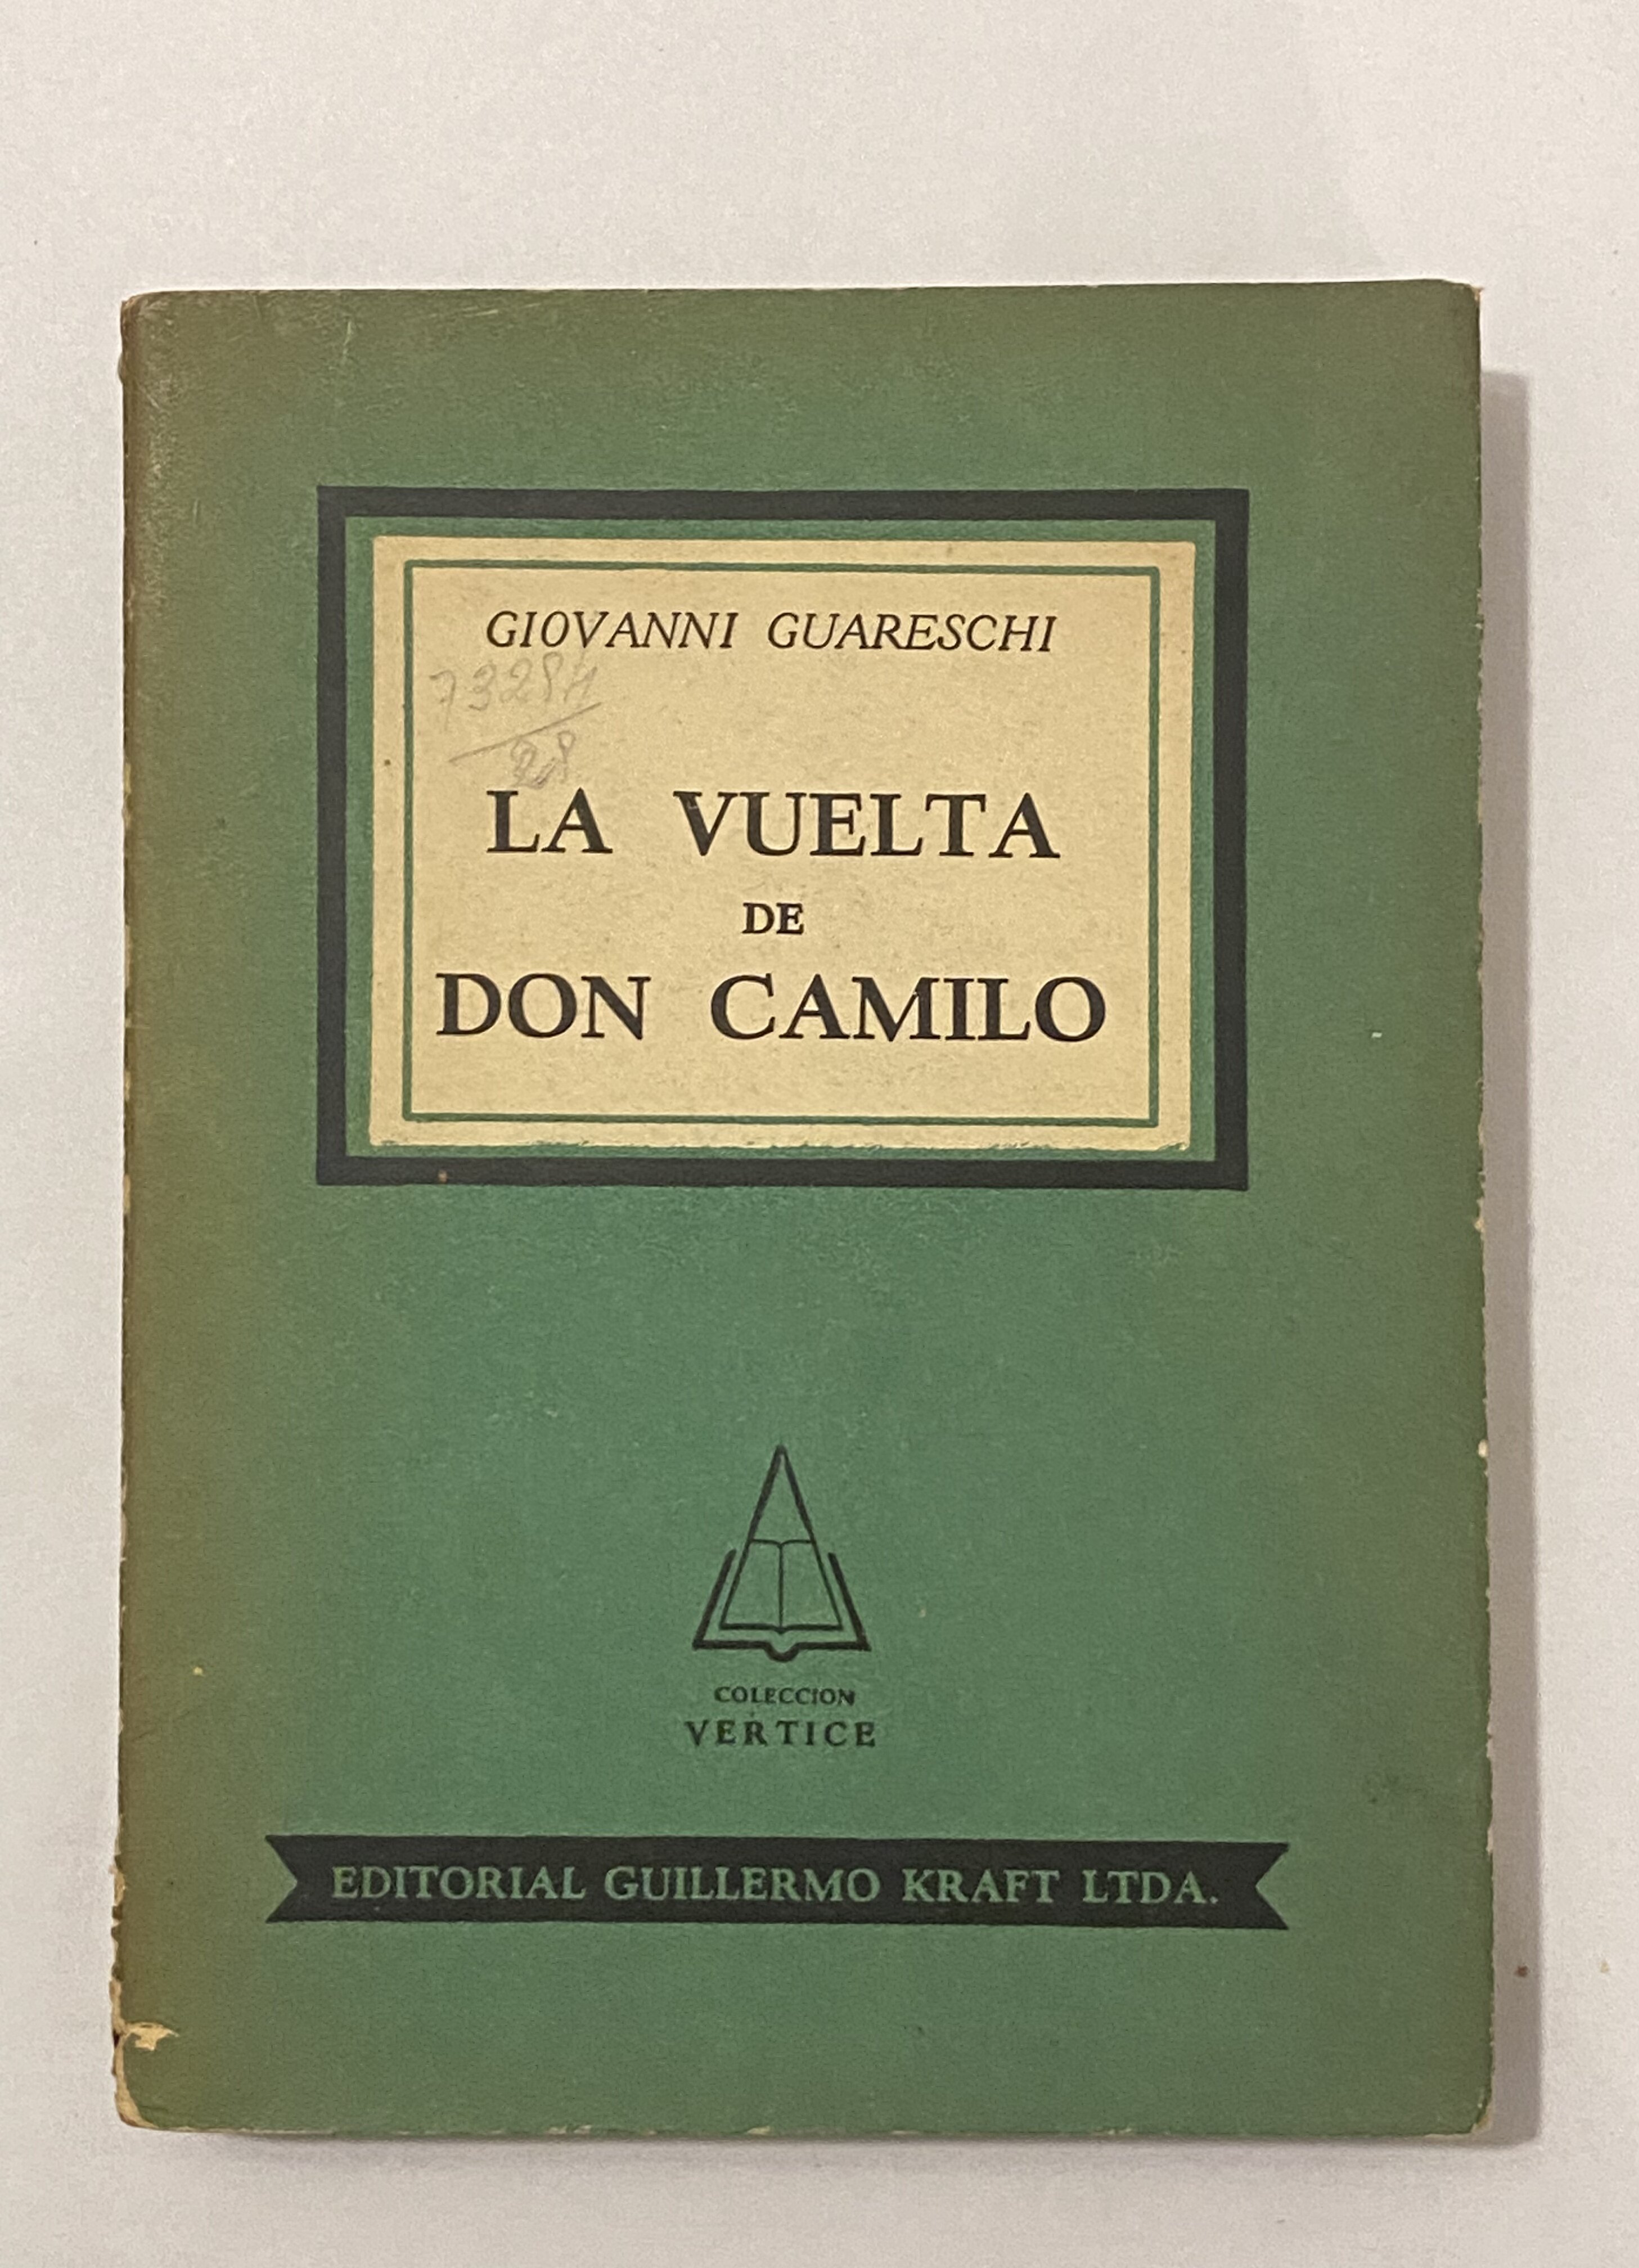 GIOVANNI GUARESCHI
LA VUELTA
DE
DON CAMILO
COLECCION
VERTICE
EDITORIAL GUILLERMO KRAFT LTDA.